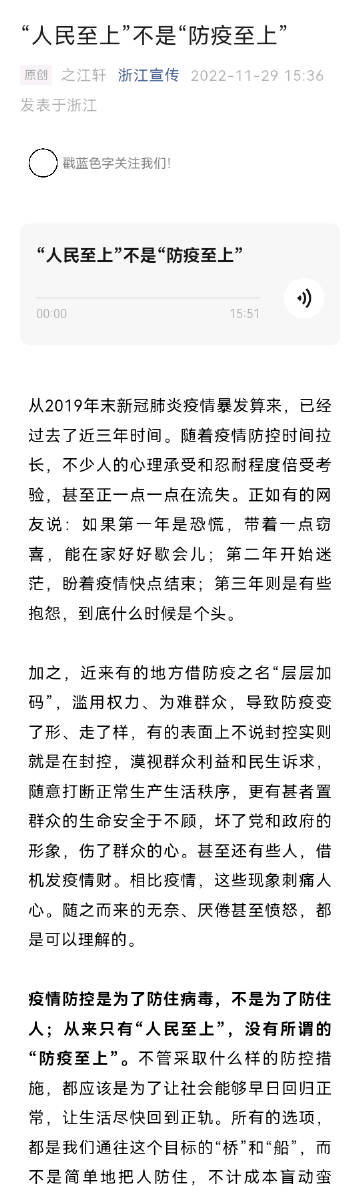 “人民至上”不是“防疫至上”
原创 之江轩 浙江宣传 2022-11-29 15:36
发表于浙江
戳蓝色字关注我们！
“人民至上”不是“防疫至上”
00:00 15:51
从2019年末新冠肺炎疫情暴发算来，已经
过去了近三年时间。随着疫情防控时间拉
长，不少人的心理承受和忍耐程度倍受考
验，甚至正一点一点在流失。正如有的网
友说：如果第一年是恐慌，带着一点窃
喜，能在家好好歇会儿；第二年开始迷
茫，盼着疫情快点结束；第三年则是有些
抱怨，到底什么时候是个头。
加之，近来有的地方借防疫之名“层层加
码”，滥用权力、为难群众，导致防疫变
了形、走了样，有的表面上不说封控实则
就是在封控，漠视群众利益和民生诉求，
随意打断正常生产生活秩序，更有甚者置
群众的生命安全于不顾，坏了党和政府的
形象，伤了群众的心。甚至还有些人，借
机发疫情财。相比疫情，这些现象刺痛人
心。随之而来的无奈、厌倦甚至愤怒，都
是可以理解的。
疫情防控是为了防住病毒，不是为了防住
人；从来只有“人民至上”，没有所谓的
“防疫至上”。不管采取什么样的防控措
施，都应该是为了让社会能够早日回归正
常，让生活尽快回到正轨。所有的选项，
都是我们通往这个目标的“桥”和“船”，而
不是简单地把人防住，不计成本盲动蛮